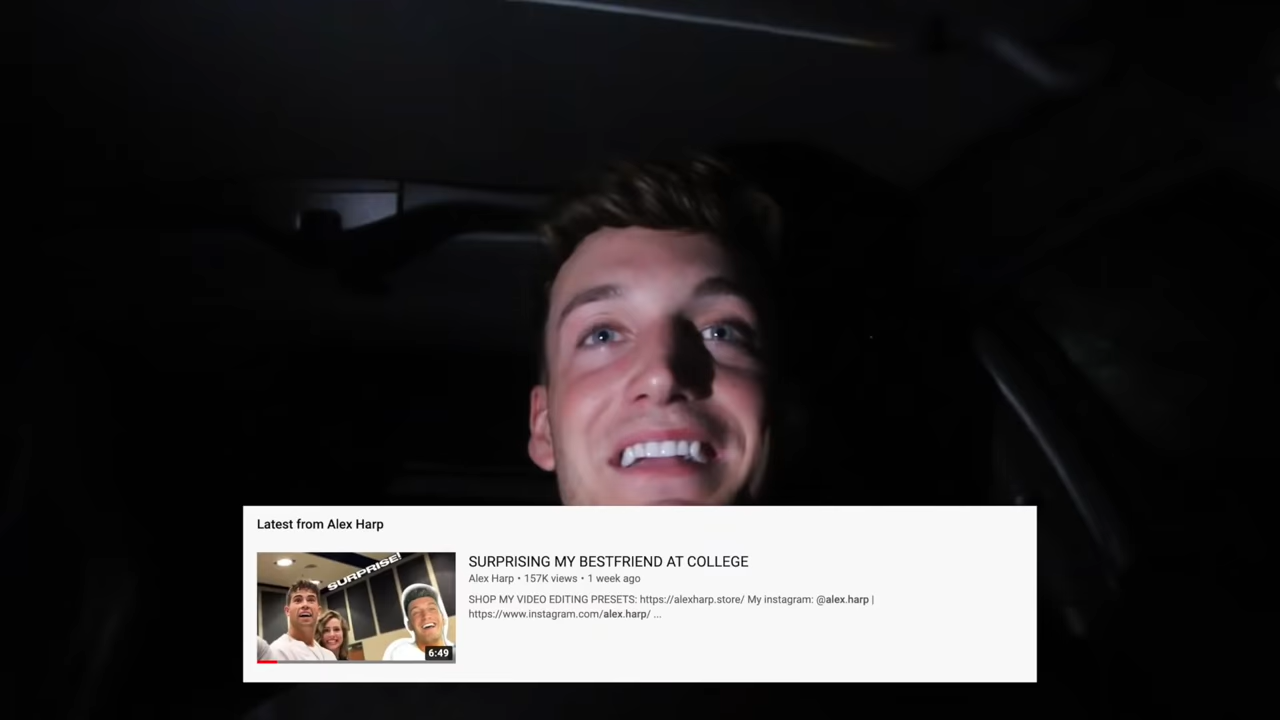 Latest from Alex Harp
SURPRISE!
SURPRISING MY BESTFRIEND AT COLLEGE
Alex Harp • 157K views • 1 week ago
SHOP MY VIDEO EDITING PRESETS: https://alexharp.store/ My instagram: @alex.harp |
https://www.instagram.com/alex.harp/ ...
6:49